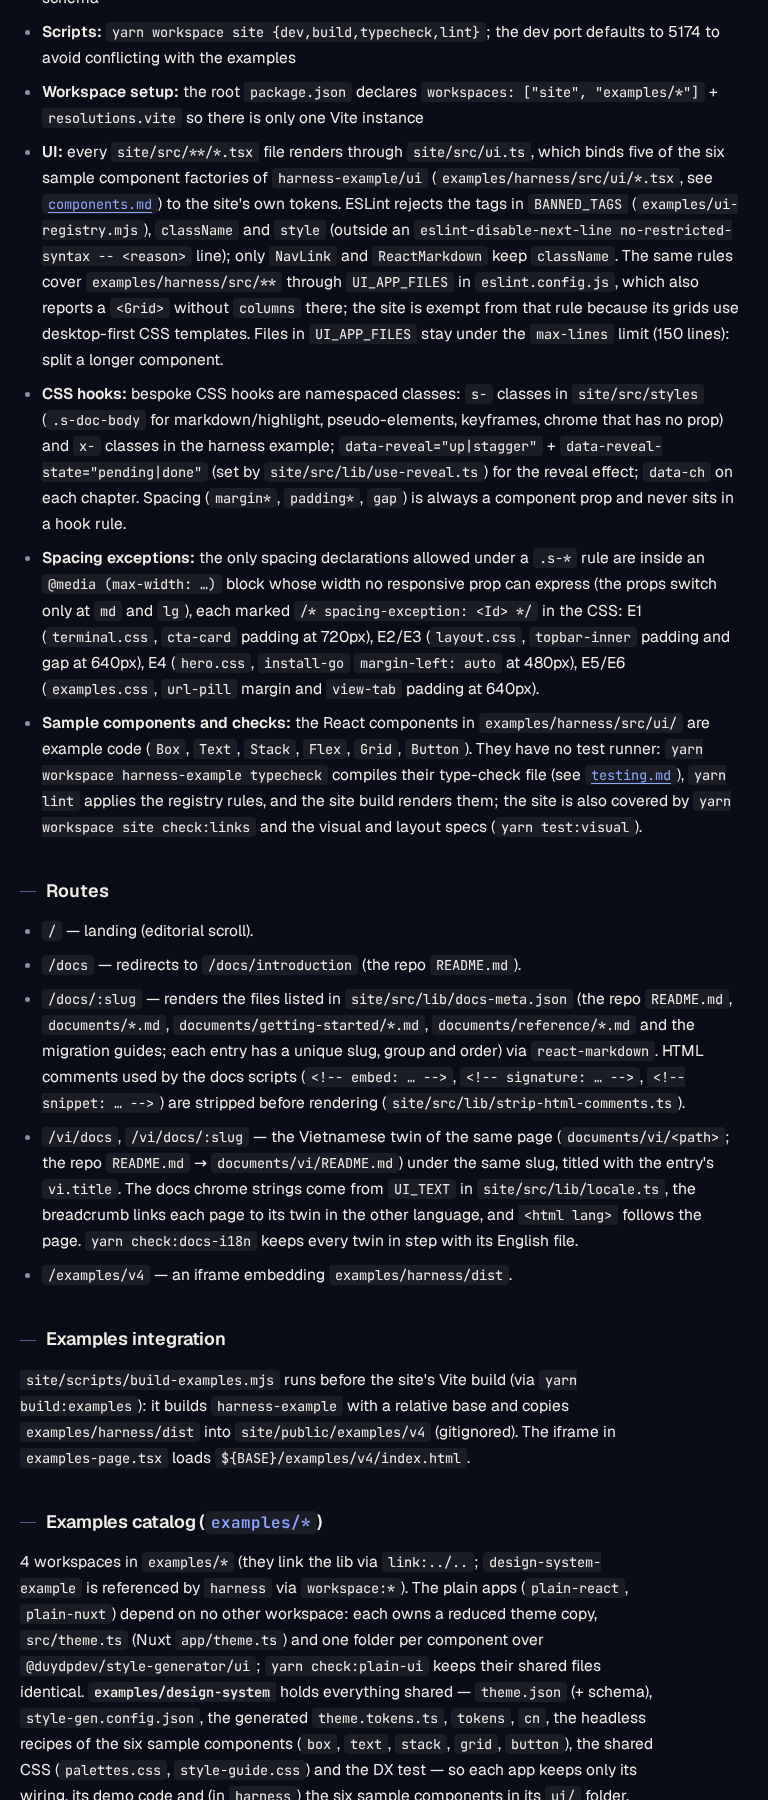 schema
Scripts: yarn workspace site {dev,build,typecheck,lint} ; the dev port defaults to 5174 to
avoid conflicting with the examples
Workspace setup: the root package.json declares workspaces: ["site", "examples/*"] +
resolutions.vite so there is only one Vite instance
UI: every site/src/**/*.tsx file renders through site/src/ui.ts , which binds five of the six
sample component factories of harness-example/ui ( examples/harness/src/ui/*.tsx , see
components.md ) to the site's own tokens. ESLint rejects the tags in BANNED_TAGS ( examples/ui-
registry.mjs ), className and style (outside an eslint-disable-next-line no-restricted-
syntax -- <reason> line); only NavLink and ReactMarkdown keep className . The same rules
cover examples/harness/src/** through UI_APP_FILES in eslint.config.js , which also
reports a <Grid> without columns there; the site is exempt from that rule because its grids use
desktop-first CSS templates. Files in UI_APP_FILES stay under the max-lines limit (150 lines):
split a longer component.
CSS hooks: bespoke CSS hooks are namespaced classes: s- classes in site/src/styles
( .s-doc-body for markdown/highlight, pseudo-elements, keyframes, chrome that has no prop)
and x- classes in the harness example; data-reveal="up|stagger" + data-reveal-
state="pending|done" (set by site/src/lib/use-reveal.ts ) for the reveal effect; data-ch on
each chapter. Spacing ( margin* , padding* , gap ) is always a component prop and never sits in
a hook rule.
Spacing exceptions: the only spacing declarations allowed under a .s-* rule are inside an
@media (max-width: …) block whose width no responsive prop can express (the props switch
only at md and lg ), each marked /* spacing-exception: <Id> */ in the CSS: E1
( terminal.css , cta-card padding at 720px), E2/E3 ( layout.css , topbar-inner padding and
gap at 640px), E4 ( hero.css , install-go margin-left: auto at 480px), E5/E6
( examples.css , url-pill margin and view-tab padding at 640px).
Sample components and checks: the React components in examples/harness/src/ui/ are
example code ( Box , Text , Stack , Flex , Grid , Button ). They have no test runner: yarn
workspace harness-example typecheck compiles their type-check file (see testing.md ), yarn
lint applies the registry rules, and the site build renders them; the site is also covered by yarn
workspace site check:links and the visual and layout specs ( yarn test:visual ).
— Routes
/ — landing (editorial scroll).
/docs — redirects to /docs/introduction (the repo README.md ).
/docs/:slug — renders the files listed in site/src/lib/docs-meta.json (the repo README.md ,
documents/*.md , documents/getting-started/*.md , documents/reference/*.md and the
migration guides; each entry has a unique slug, group and order) via react-markdown . HTML
comments used by the docs scripts ( <!-- embed: … --> , <!-- signature: … --> , <!--
snippet: … --> ) are stripped before rendering ( site/src/lib/strip-html-comments.ts ).
/vi/docs , /vi/docs/:slug — the Vietnamese twin of the same page ( documents/vi/<path> ;
the repo README.md → documents/vi/README.md ) under the same slug, titled with the entry's
vi.title . The docs chrome strings come from UI_TEXT in site/src/lib/locale.ts , the
breadcrumb links each page to its twin in the other language, and <html lang> follows the
page. yarn check:docs-i18n keeps every twin in step with its English file.
/examples/v4 — an iframe embedding examples/harness/dist .
— Examples integration
site/scripts/build-examples.mjs runs before the site's Vite build (via yarn
build:examples ): it builds harness-example with a relative base and copies
examples/harness/dist into site/public/examples/v4 (gitignored). The iframe in
examples-page.tsx loads ${BASE}/examples/v4/index.html .
— Examples catalog ( examples/* )
4 workspaces in examples/* (they link the lib via link:../.. ; design-system-
example is referenced by harness via workspace:* ). The plain apps ( plain-react ,
plain-nuxt ) depend on no other workspace: each owns a reduced theme copy,
src/theme.ts (Nuxt app/theme.ts ) and one folder per component over
@duydpdev/style-generator/ui ; yarn check:plain-ui keeps their shared files
identical. examples/design-system holds everything shared — theme.json (+ schema),
style-gen.config.json , the generated theme.tokens.ts , tokens , cn , the headless
recipes of the six sample components ( box , text , stack , grid , button ), the shared
CSS ( palettes.css , style-guide.css ) and the DX test — so each app keeps only its
wiring, its demo code and (in harness ) the six sample components in its ui/ folder.